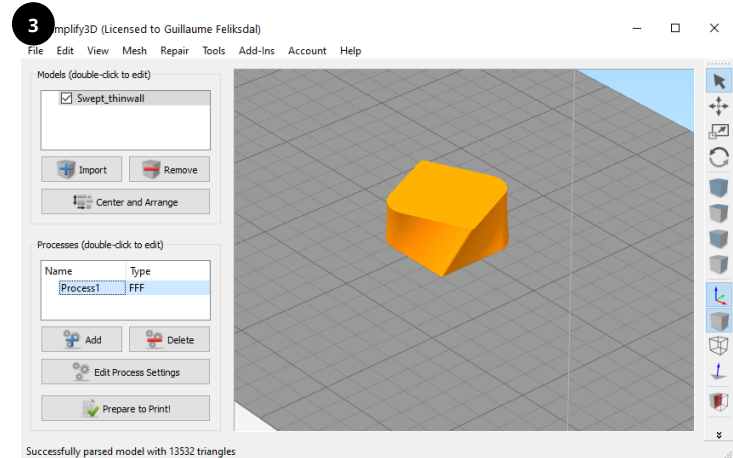 3
mplify3D (Licensed to Guillaume Feliksdal)
File Edit View Mesh Repair Tools Add-Ins Account Help
Models (double-click to edit)
Swept_thinwall
Import Remove
Center and Arrange
Processes (double-click to edit)
Name Type
Process1 FFF
Add Delete
Edit Process Settings
Prepare to Print!
Successfully parsed model with 13532 triangles